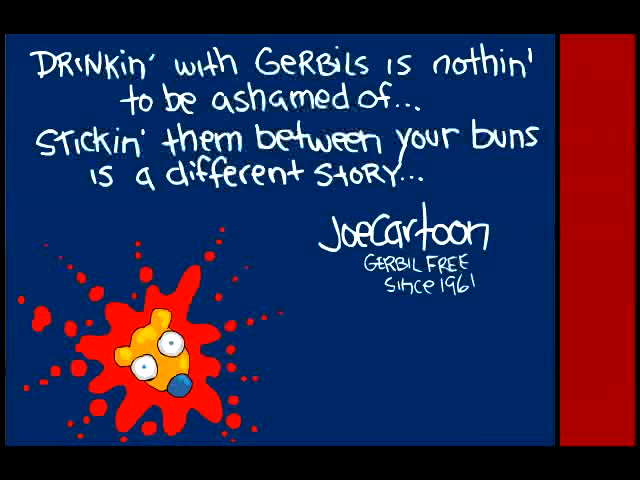 DRINKin' with GERBILS is nothin'
to be ashamed of...
Stickin' them between your buns
is a different STORY...
JoeCartoon
GERBIL FREE
Since 1961